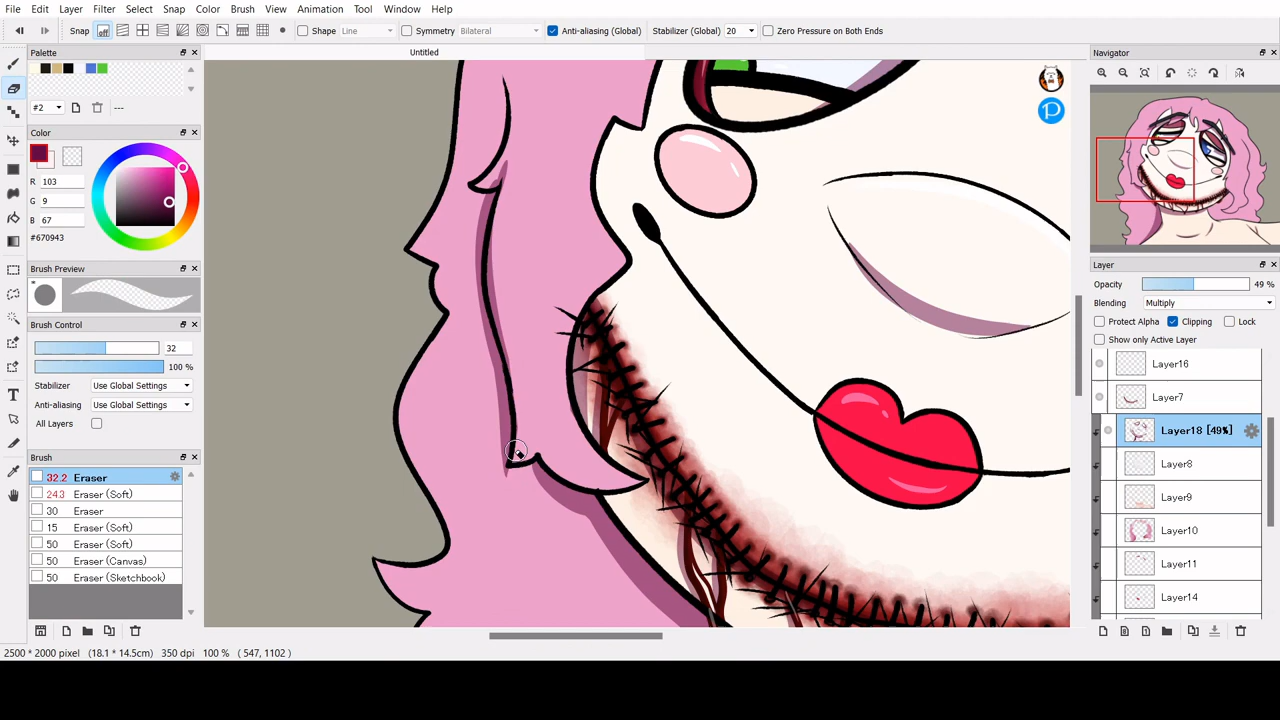 File Edit Layer Filter Select Snap Color Brush View Animation Tool Window Help
Snap off Shape Line Symmetry Bilateral Anti-aliasing (Global) Stabilizer (Global) 20 Zero Pressure on Both Ends
Palette
Untitled
Navigator
#2 ---
Color
R 103
G 9
B 67
#670943
Brush Preview
Brush Control
32
100 %
Stabilizer Use Global Settings
Anti-aliasing Use Global Settings
All Layers
Brush
32.2 Eraser
243 Eraser (Soft)
30 Eraser
15 Eraser (Soft)
50 Eraser (Soft)
50 Eraser (Canvas)
50 Eraser (Sketchbook)
Layer
Opacity 49 %
Blending Multiply
Protect Alpha Clipping Lock
Show only Active Layer
Layer16
Layer7
Layer18 [49%]
Layer8
Layer9
Layer10
Layer11
Layer14
2500 * 2000 pixel (18.1 * 14.5cm) 350 dpi 100 % ( 547, 1102 )